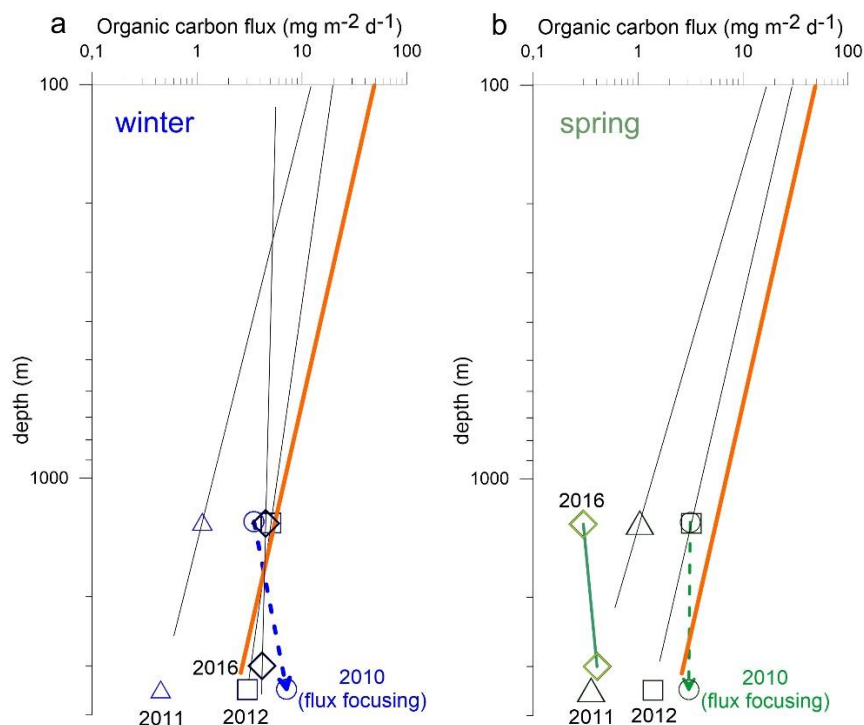 a Organic carbon flux (mg m-2 d-1)
0,1 1 10 100
100
winter
depth (m)
1000
2016
2010
(flux focusing)
2011 2012
b Organic carbon flux (mg m-2 d-1)
0,1 1 10 100
100
spring
depth (m)
1000
2016
2010
(flux focusing)
2011 2012